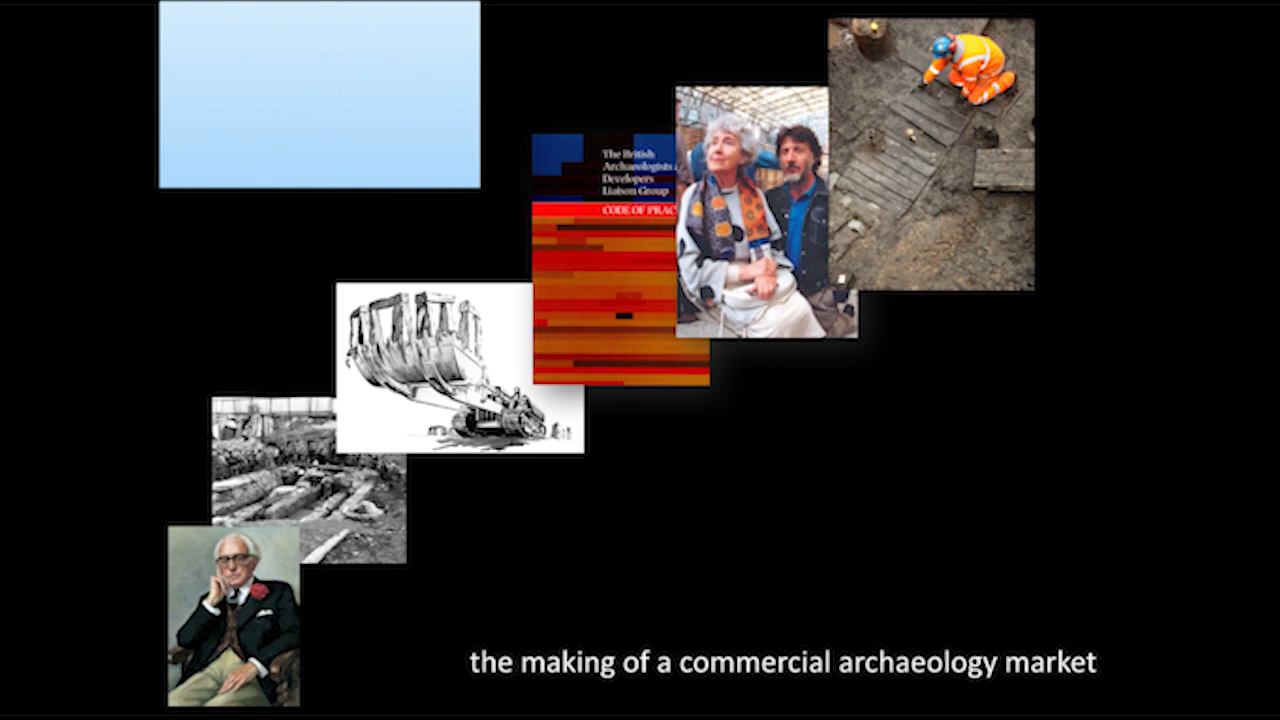 The British
Archaeologists
Developers
Liaison Group
CODE OF PRAC
the making of a commercial archaeology market